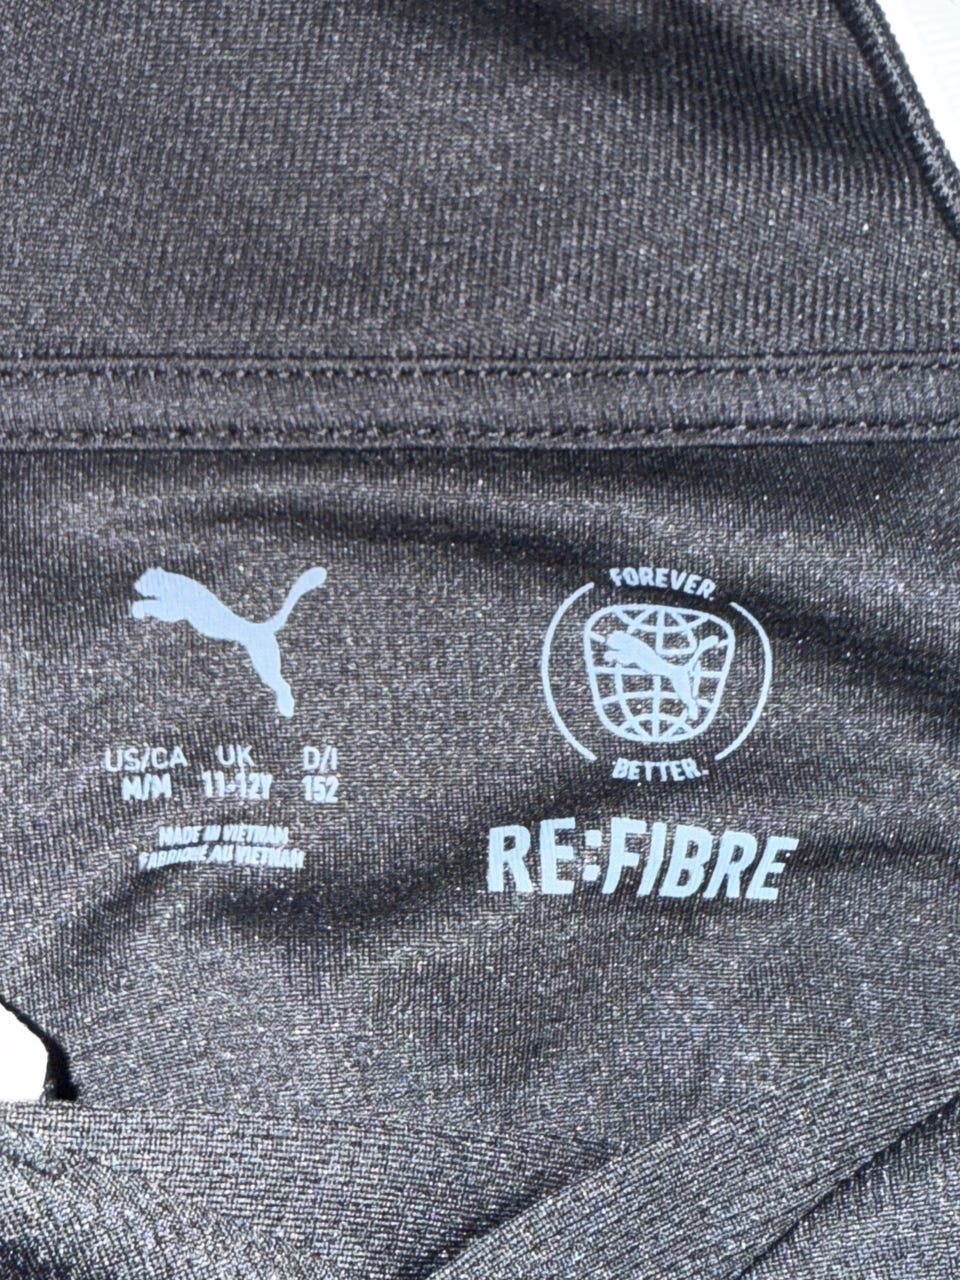 US/CA UK D/I
M/M 11-12Y 152
MADE IN VIETNAM
FABRIQUÉ AU VIETNAM
FOREVER.
BETTER.
RE:FIBRE